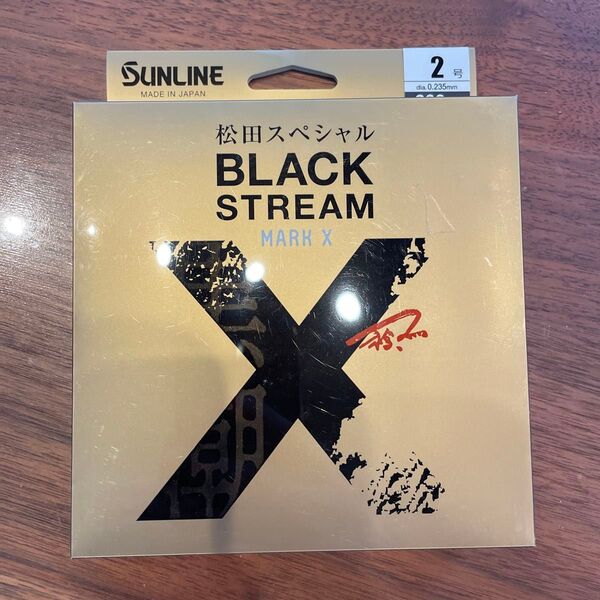 SUNLINE
MADE IN JAPAN
2号
dia. 0.235mm
松田スペシャル
BLACK
STREAM
MARK X
X